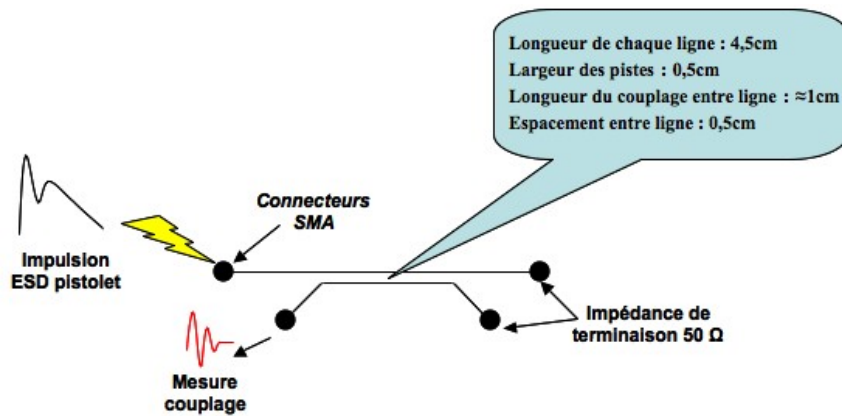 Longueur de chaque ligne : 4,5cm
Largeur des pistes : 0,5cm
Longueur du couplage entre ligne : ≈1cm
Espacement entre ligne : 0,5cm
Connecteurs
SMA
Impulsion
ESD pistolet
Impédance de
terminaison 50 Ω
Mesure
couplage